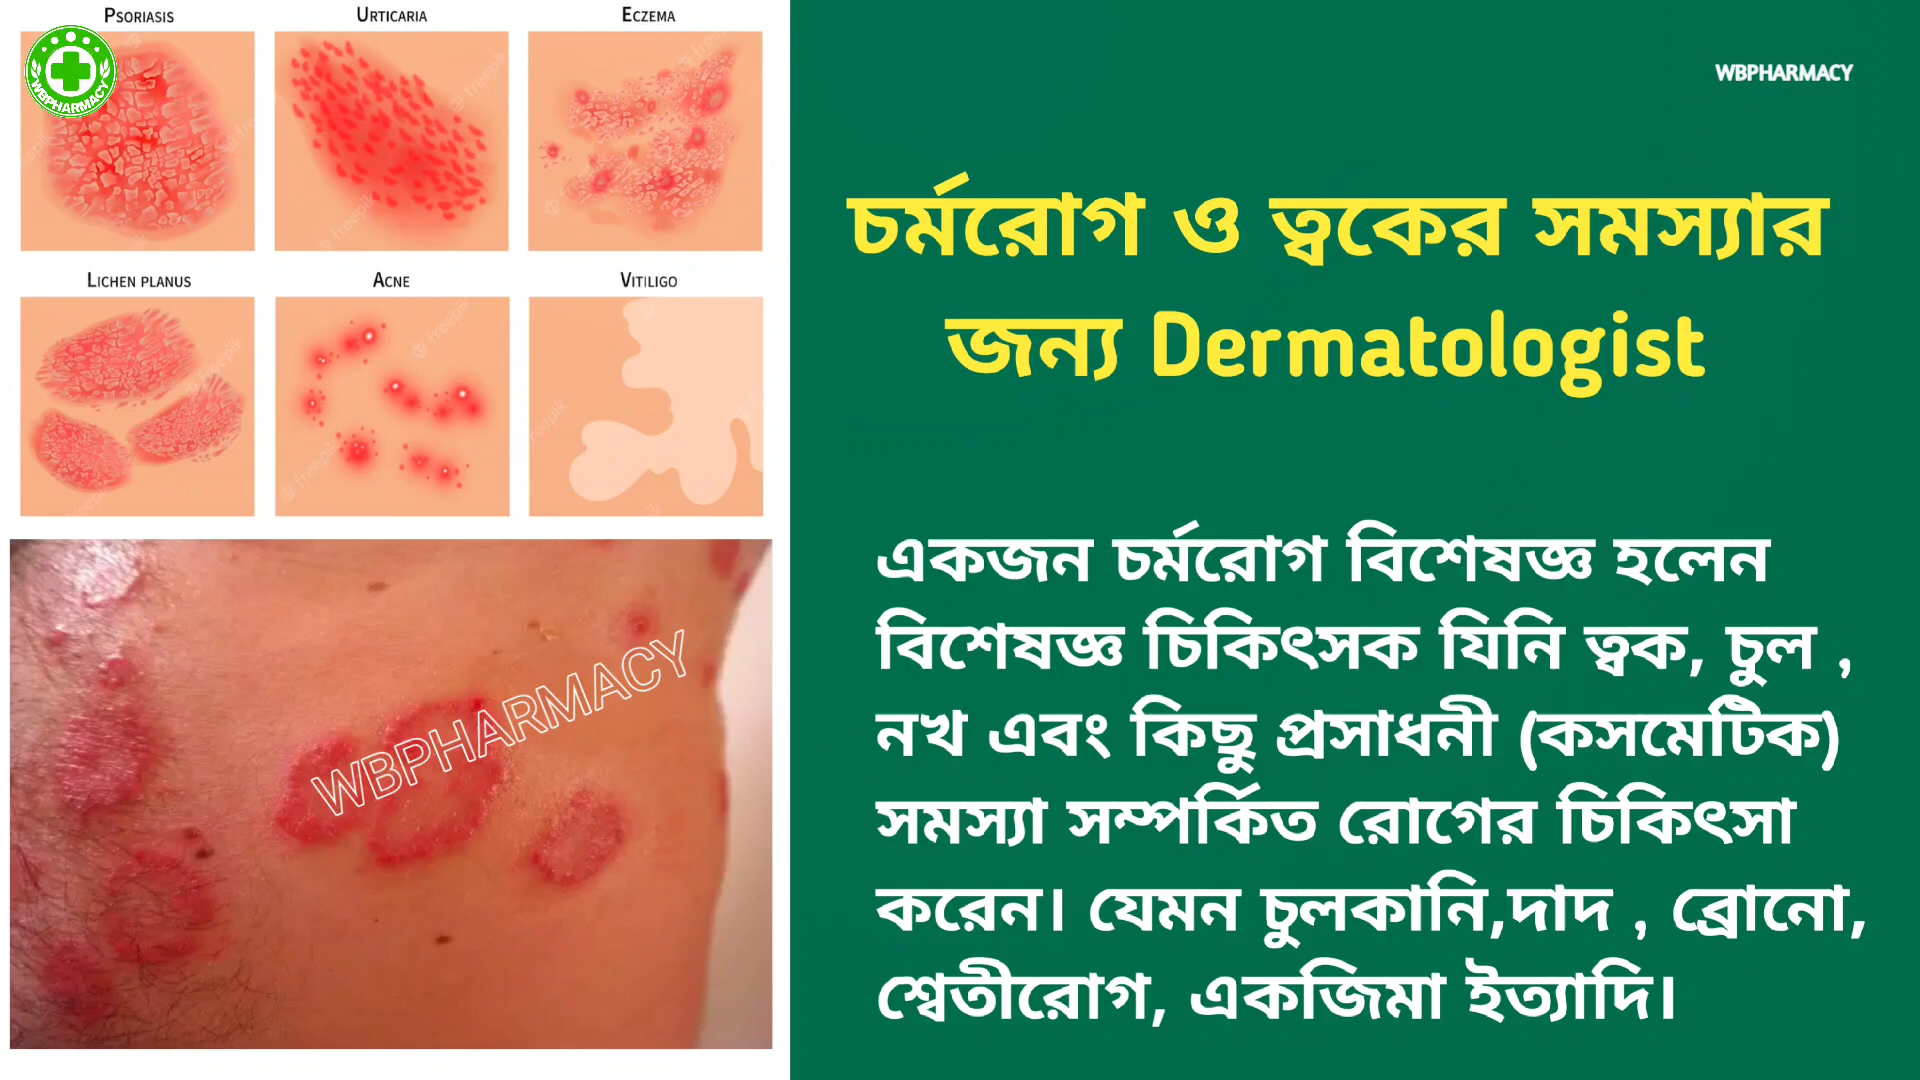 PSORIASIS
URTICARIA
ECZEMA
WBPHARMACY
LICHEN PLANUS
ACNE
VITILIGO
WBPHARMACY
WBPHARMACY
চর্মরোগ ও ত্বকের সমস্যার
জন্য Dermatologist
একজন চর্মরোগ বিশেষজ্ঞ হলেন
বিশেষজ্ঞ চিকিৎসক যিনি ত্বক, চুল ,
নখ এবং কিছু প্রসাধনী (কসমেটিক)
সমস্যা সম্পর্কিত রোগের চিকিৎসা
করেন। যেমন চুলকানি,দাদ , ব্রোনো,
শ্বেতীরোগ, একজিমা ইত্যাদি।